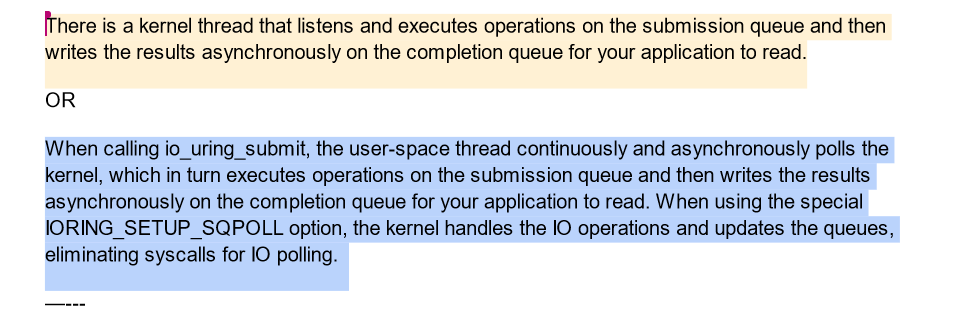 There is a kernel thread that listens and executes operations on the submission queue and then
writes the results asynchronously on the completion queue for your application to read.
OR
When calling io_uring_submit, the user-space thread continuously and asynchronously polls the
kernel, which in turn executes operations on the submission queue and then writes the results
asynchronously on the completion queue for your application to read. When using the special
IORING_SETUP_SQPOLL option, the kernel handles the IO operations and updates the queues,
eliminating syscalls for IO polling.
—---